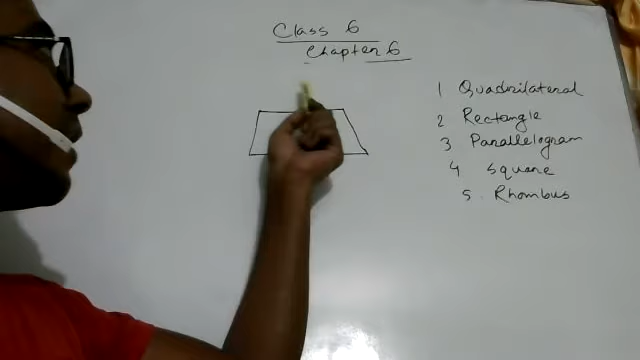 Class 6
Chapter 6
1 Quadrilateral
2 Rectangle
3 Parallelogram
4 Square
5. Rhombus